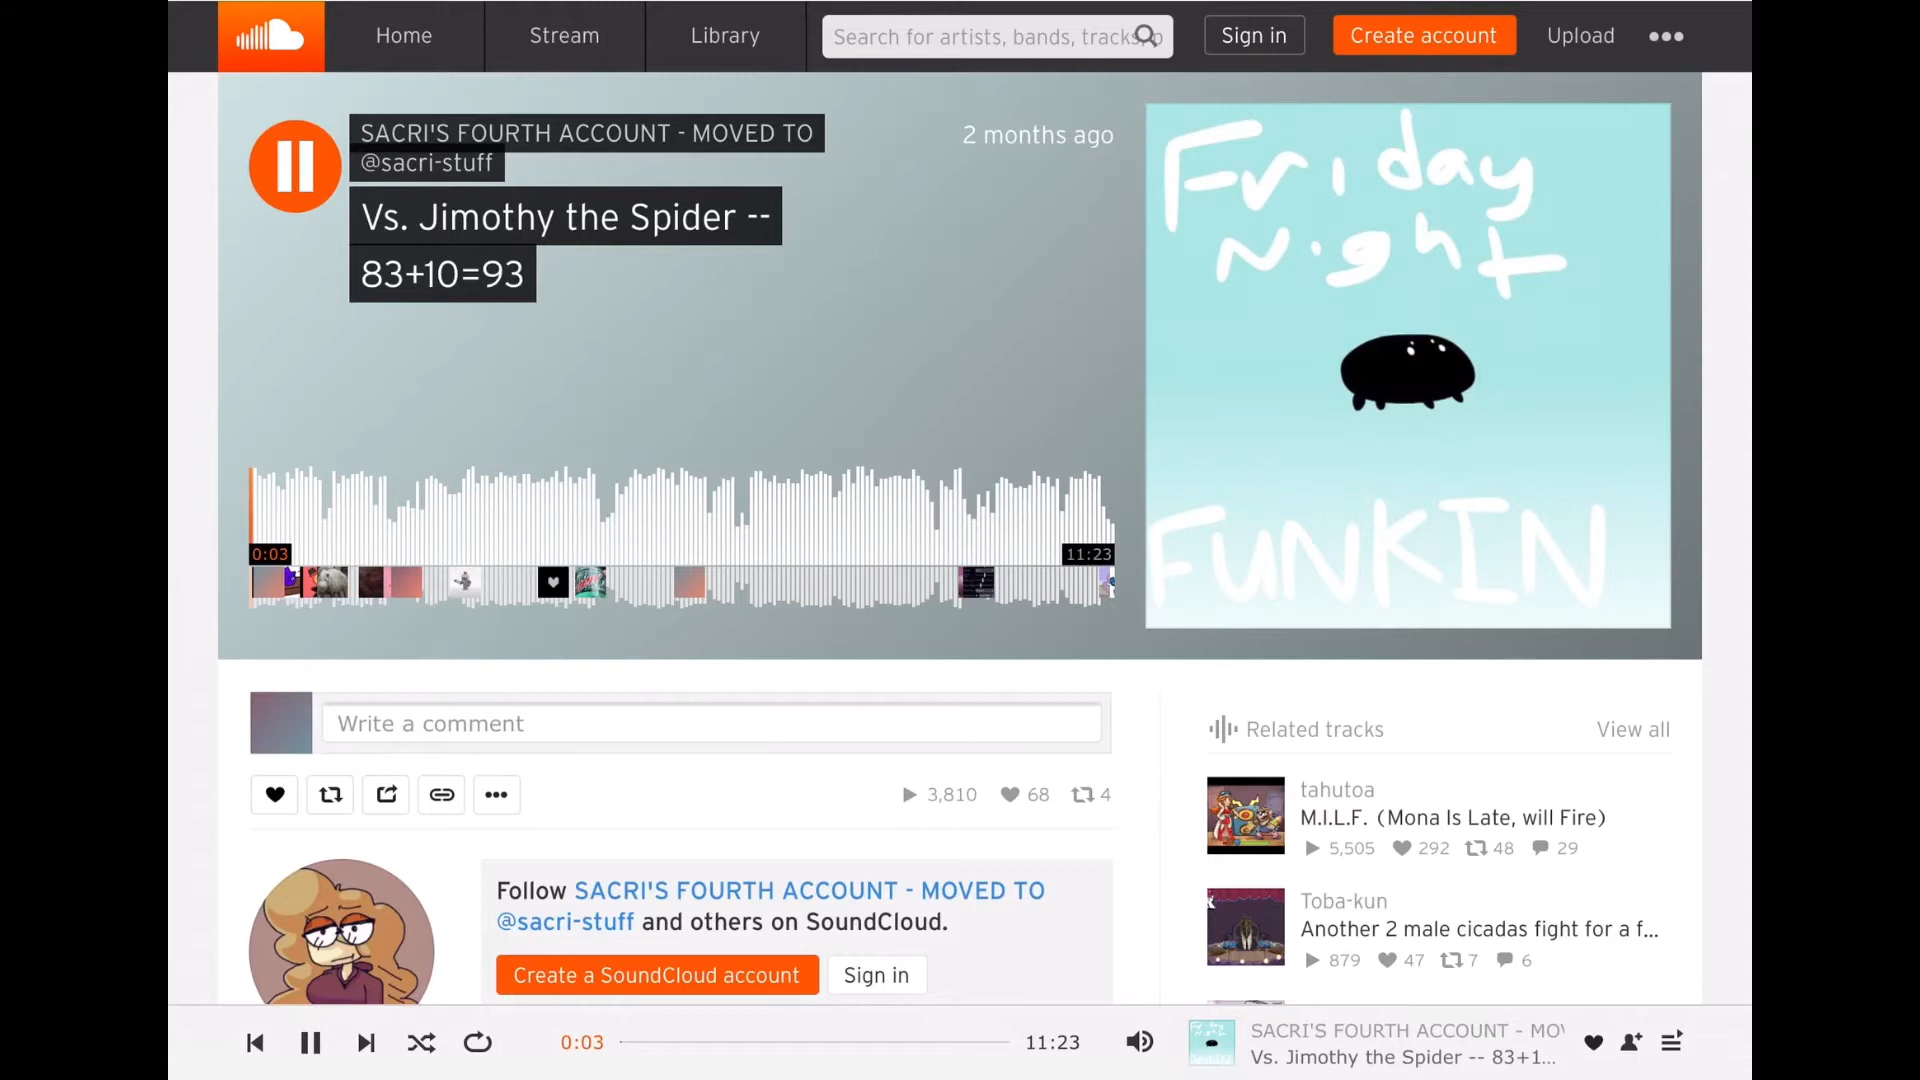 Home
Stream
Library
Search for artists, bands, tracks, p
Sign in
Create account
Upload
SACRI'S FOURTH ACCOUNT - MOVED TO
@sacri-stuff
2 months ago
Vs. Jimothy the Spider --
83+10=93
Friday
Night
FUNKIN
0:03
11:23
Write a comment
3,810
68
4
Related tracks
View all
tahutoa
M.I.L.F. (Mona Is Late, will Fire)
5,505
292
48
29
Toba-kun
Another 2 male cicadas fight for a f...
879
47
7
6
Follow SACRI'S FOURTH ACCOUNT - MOVED TO
@sacri-stuff and others on SoundCloud.
Create a SoundCloud account
Sign in
0:03
11:23
SACRI'S FOURTH ACCOUNT - MO
Vs. Jimothy the Spider -- 83+1...